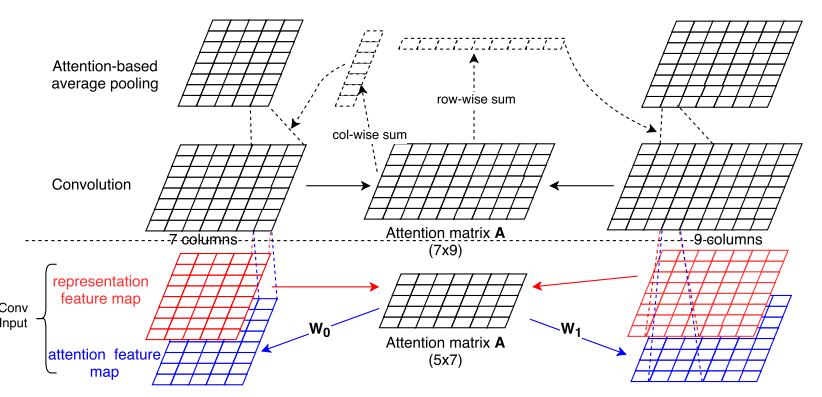 Attention-based
average pooling
row-wise sum
col-wise sum
Convolution
Attention matrix A
(7x9)
7 columns
9 columns
representation
feature map
Conv
Input
W0
W1
attention feature
map
Attention matrix A
(5x7)